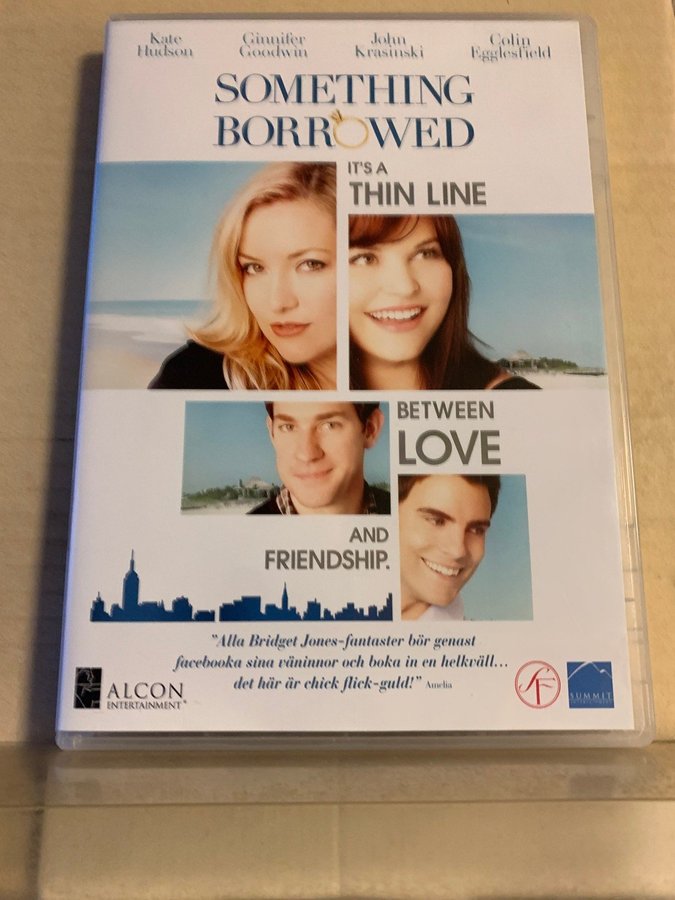 Kate Hudson
Ginnifer Goodwin
John Krasinski
Colin Egglesfield
SOMETHING
BORROWED
IT'S A
THIN LINE
BETWEEN
LOVE
AND
FRIENDSHIP.
"Alla Bridget Jones-fantaster bör genast
facebooka sina väninnor och boka in en helkväll...
det här är chick flick-guld!" Amelia
ALCON
ENTERTAINMENT
SF
SUMMIT
ENTERTAINMENT